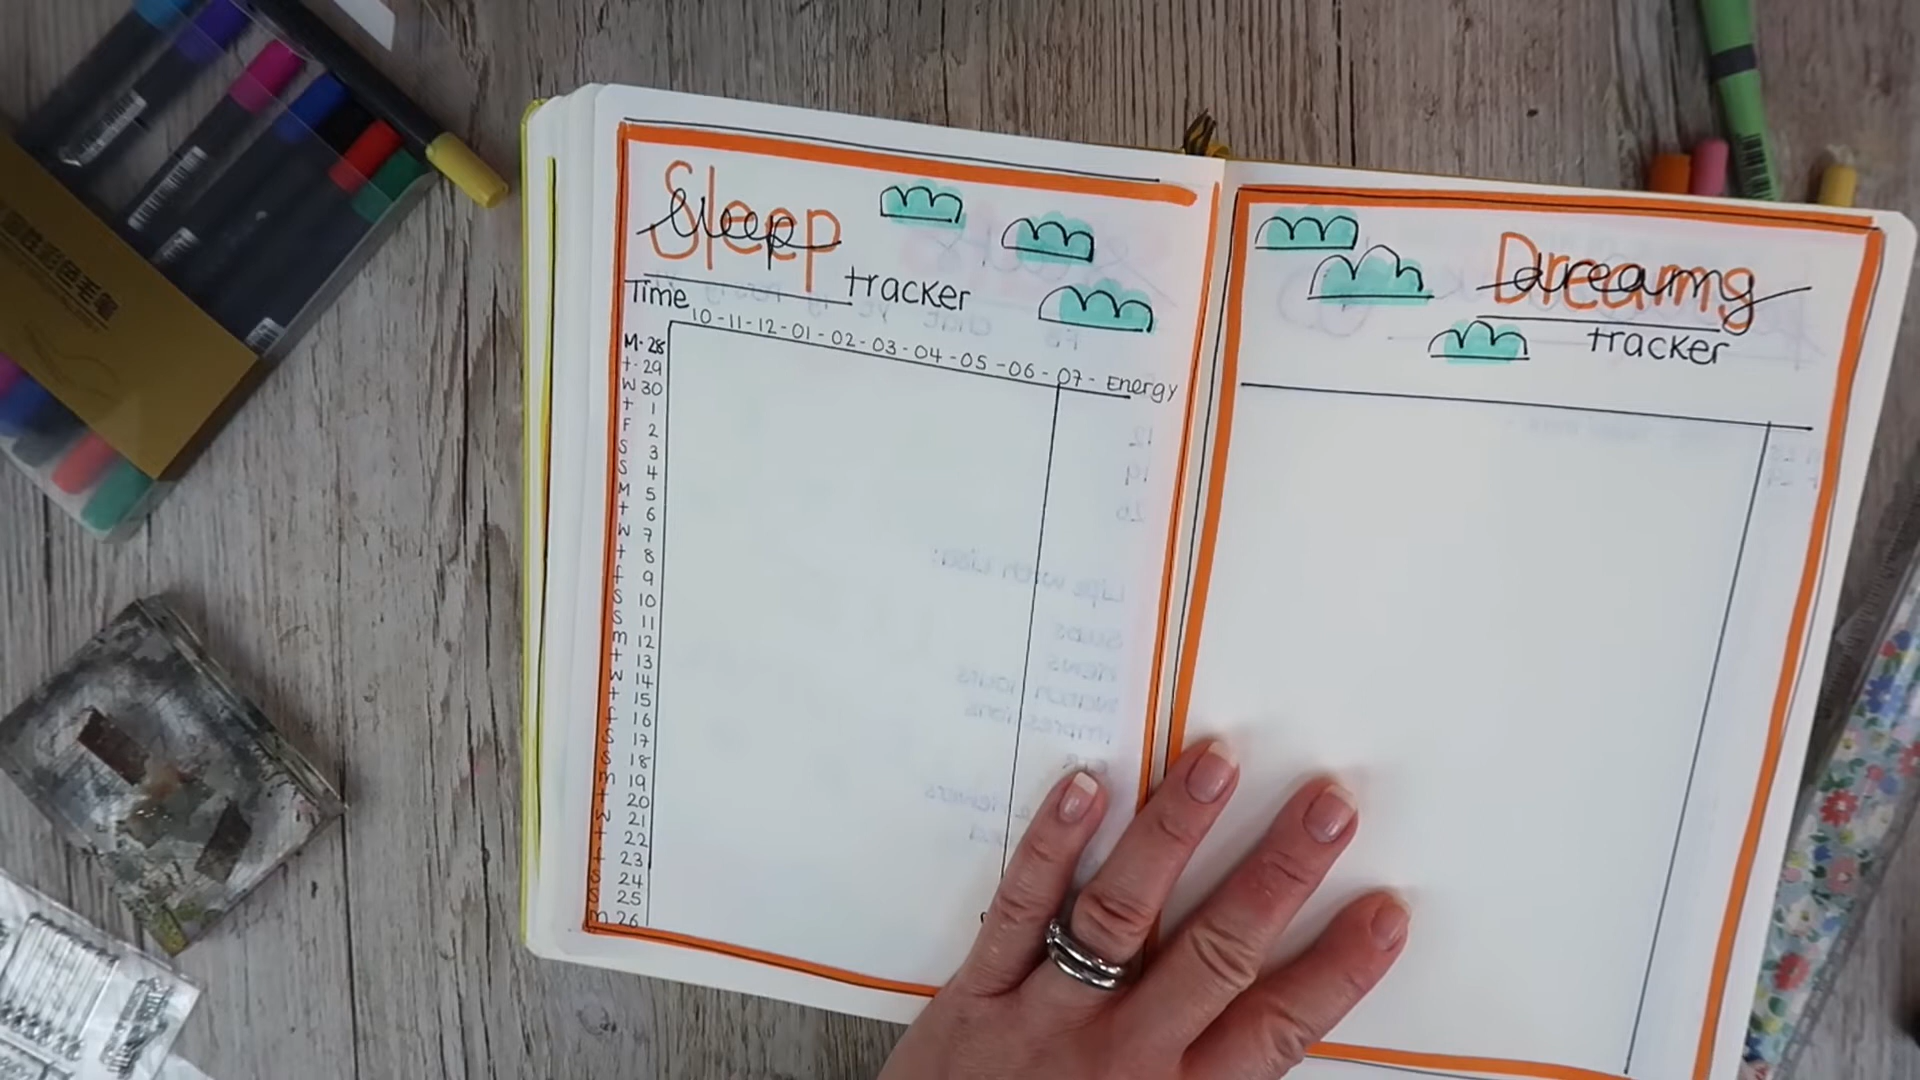 Sleep
Sleep
tracker
Time 10-11-12-01-02-03-04-05-06-07-Energy
M-28
t-29
W 30
t 1
F 2
S 3
S 4
M 5
t 6
W 7
t 8
f 9
S 10
S 11
m 12
t 13
W 14
t 15
f 16
S 17
S 18
m 19
t 20
W 21
t 22
f 23
S 24
S 25
m 26
Dreamg
dreamg
tracker